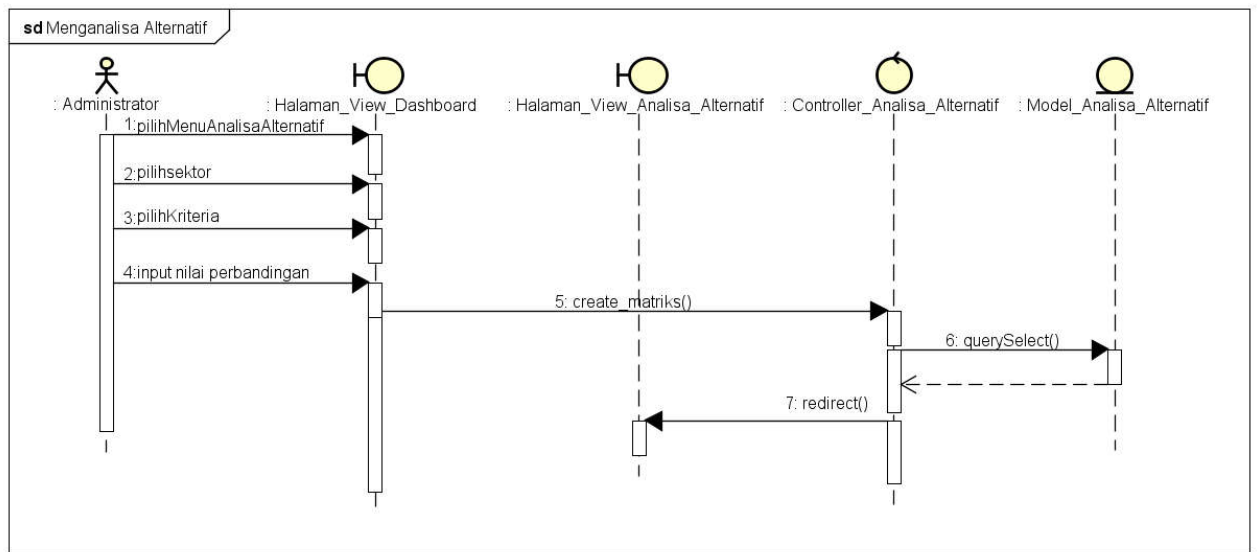 sd Menganalisa Alternatif
: Administrator
: Halaman_View_Dashboard
: Halaman_View_Analisa_Alternatif
: Controller_Analisa_Alternatif
: Model_Analisa_Alternatif
1:pilihMenuAnalisaAlternatif
2:pilihsektor
3:pilihKriteria
4:input nilai perbandingan
5: create_matriks()
6: querySelect()
7: redirect()